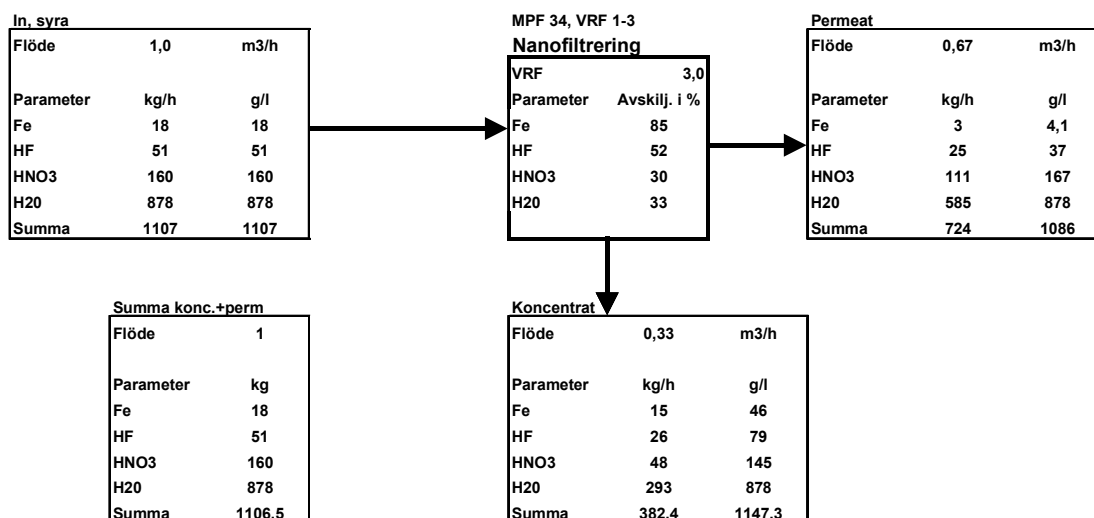 In, syra
Flöde 1,0 m3/h
Parameter kg/h g/l
Fe 18 18
HF 51 51
HNO3 160 160
H20 878 878
Summa 1107 1107
MPF 34, VRF 1-3
Nanofiltrering
VRF 3,0
Parameter Avskilj. i %
Fe 85
HF 52
HNO3 30
H20 33
Permeat
Flöde 0,67 m3/h
Parameter kg/h g/l
Fe 3 4,1
HF 25 37
HNO3 111 167
H20 585 878
Summa 724 1086
Summa konc.+perm
Flöde 1
Parameter kg
Fe 18
HF 51
HNO3 160
H20 878
Summa 1106,5
Koncentrat
Flöde 0,33 m3/h
Parameter kg/h g/l
Fe 15 46
HF 26 79
HNO3 48 145
H20 293 878
Summa 382,4 1147,3